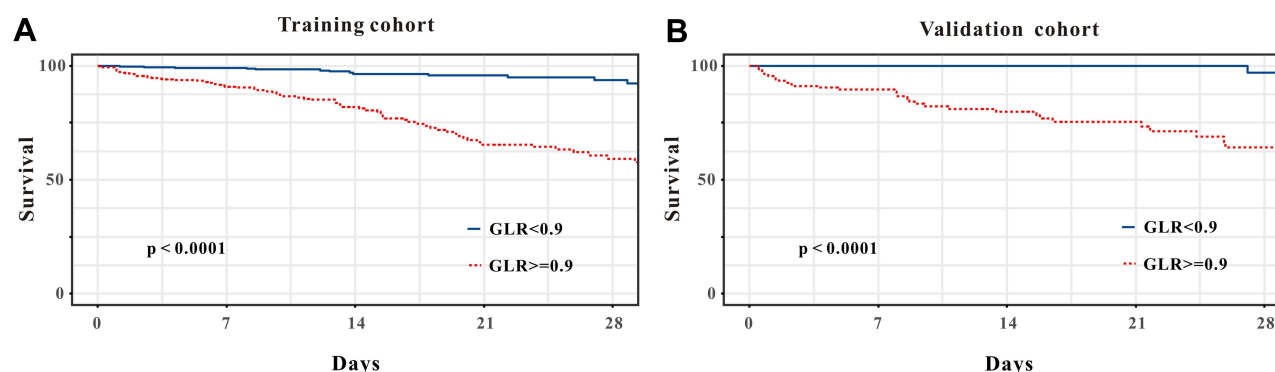 A
Training cohort
100
50
0
Survival
GLR<0.9
GLR>=0.9
p < 0.0001
0 7 14 21 28
Days
B
Validation cohort
100
50
0
Survival
GLR<0.9
GLR>=0.9
p < 0.0001
0 7 14 21 28
Days